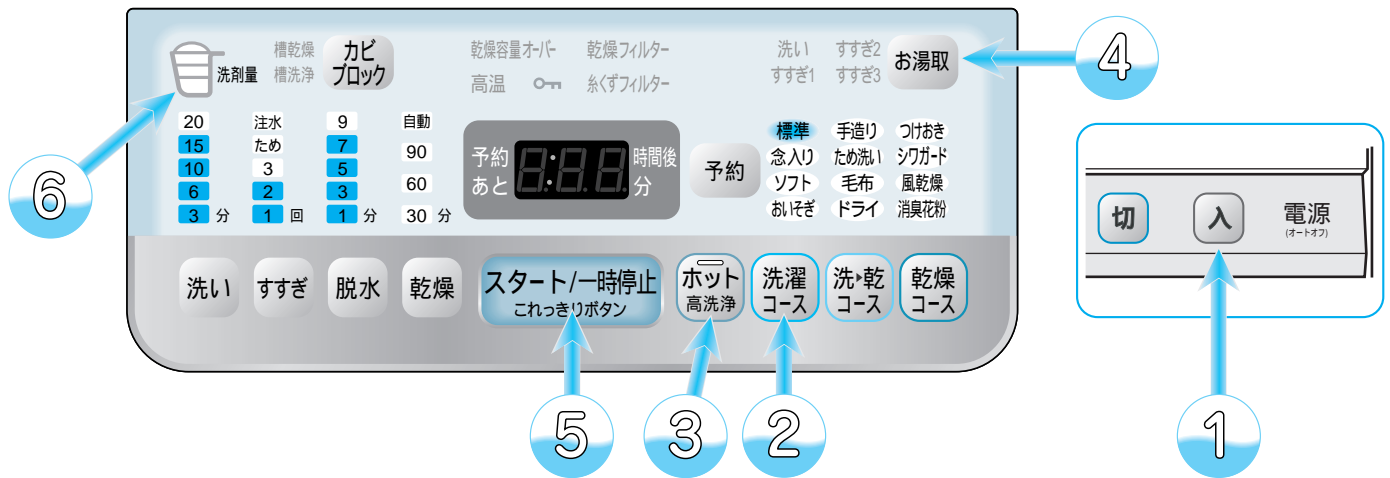 洗剤量
槽乾燥
槽洗浄
カビ
ブロック
乾燥容量オーバー
乾燥フィルター
高温
糸くずフィルター
洗い
すすぎ2
すすぎ1
すすぎ3
お湯取
4
6
20
15
10
6
3 分
注水
ため
3
2
1 回
9
7
5
3
1 分
自動
90
60
30 分
予約
時間後
あと
8:88
分
予約
標準
手造り
つけおき
念入り
ため洗い
シワガード
ソフト
毛布
風乾燥
おいそぎ
ドライ
消臭花粉
洗い
すすぎ
脱水
乾燥
スタート/一時停止
これっきりボタン
ホット
高洗浄
洗濯
コース
洗▸乾
コース
乾燥
コース
5
3
2
切
入
電源
(オートオフ)
1